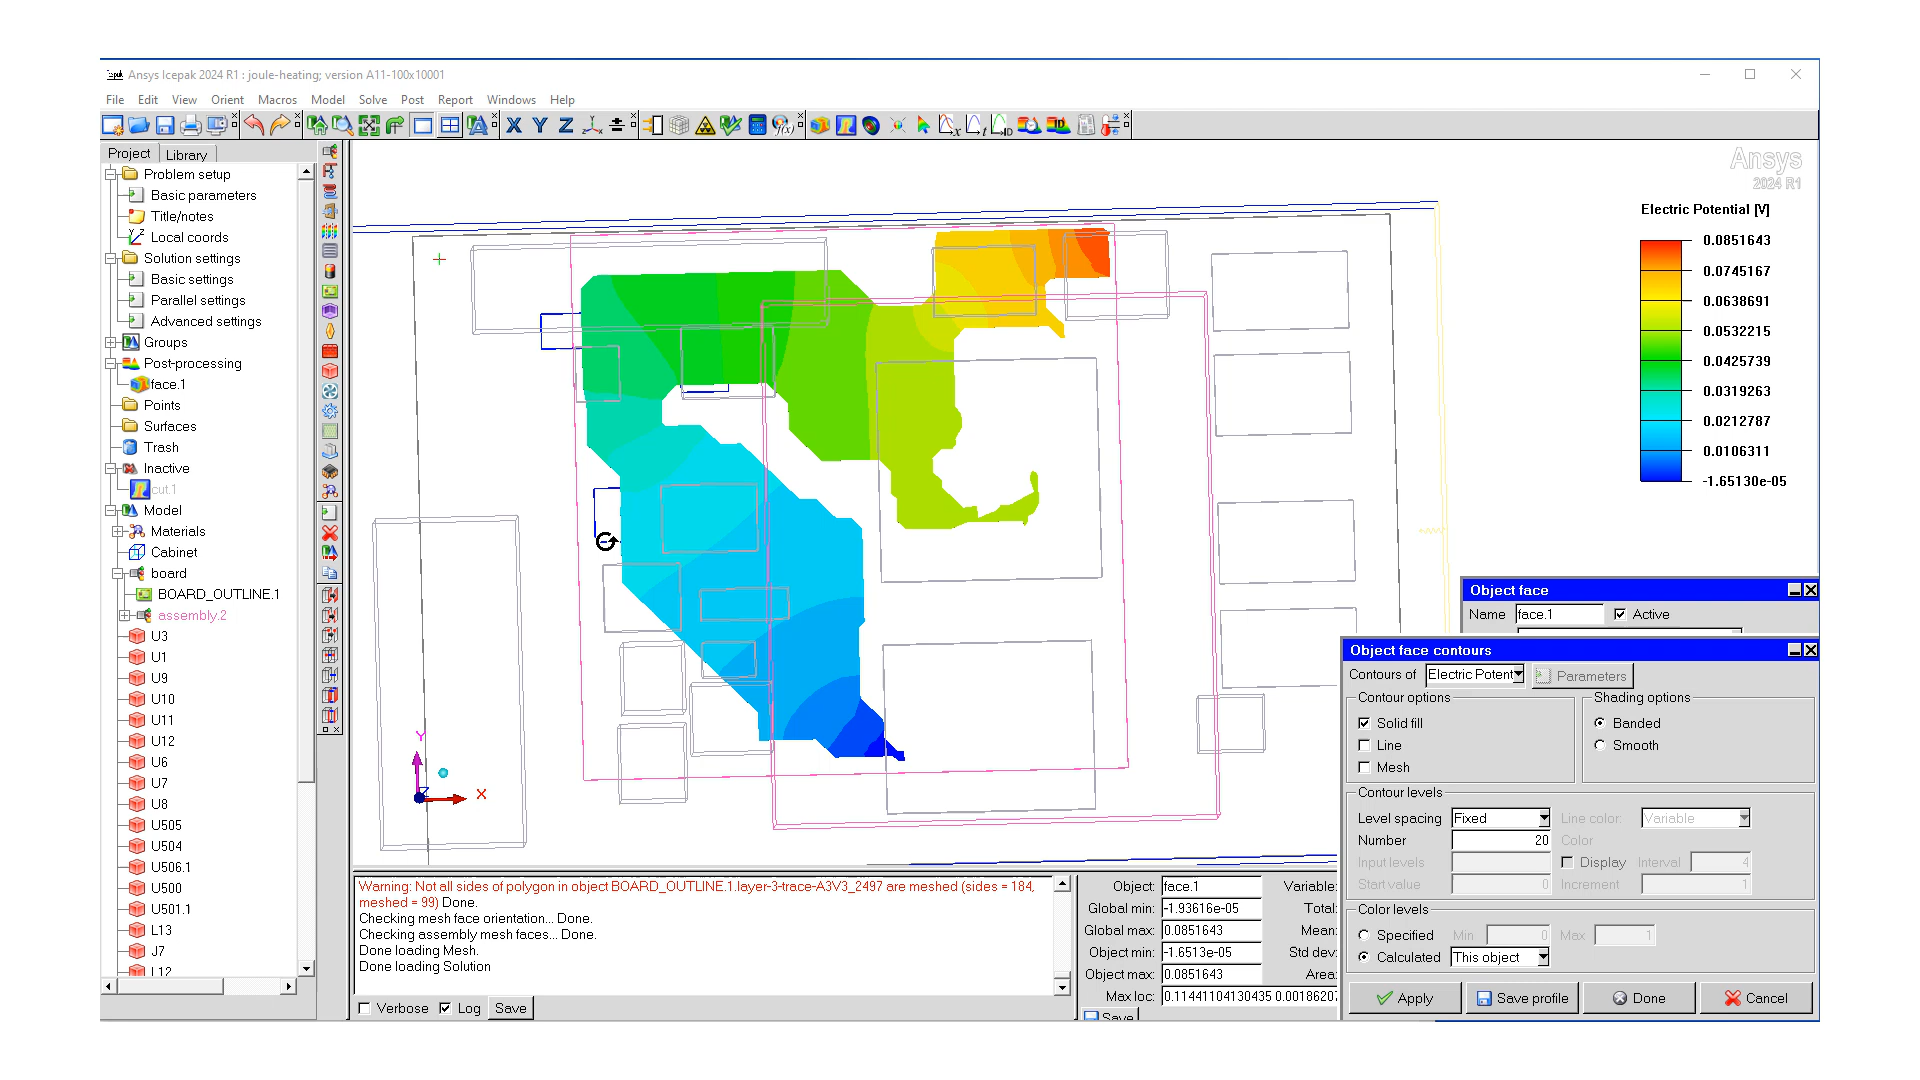 Ansys Icepak 2024 R1 : joule-heating; version A11-100x10001
File Edit View Orient Macros Model Solve Post Report Windows Help
Project Library
Problem setup
Basic parameters
Title/notes
Local coords
Solution settings
Basic settings
Parallel settings
Advanced settings
Groups
Post-processing
face.1
Points
Surfaces
Trash
Inactive
cut.1
Model
Materials
Cabinet
board
BOARD_OUTLINE.1
assembly.2
U3
U1
U9
U10
U11
U12
U6
U7
U8
U505
U504
U506.1
U500
U501.1
L13
J7
L12
Y
Z
X
Ansys
2024 R1
Electric Potential [V]
0.0851643
0.0745167
0.0638691
0.0532215
0.0425739
0.0319263
0.0212787
0.0106311
-1.65130e-05
Object face
Name face.1 Active
Object face contours
Contours of Electric Potent Parameters
Contour options Shading options
Solid fill Banded
Line Smooth
Mesh
Contour levels
Level spacing Fixed Line color: Variable
Number 20 Color
Input levels Display Interval 4
Start value 0 Increment 1
Color levels
Specified Min 0 Max 1
Calculated This object
Apply Save profile Done Cancel
Warning: Not all sides of polygon in object BOARD_OUTLINE.1.layer-3-trace-A3V3_2497 are meshed (sides = 184,
meshed = 99) Done.
Checking mesh face orientation... Done.
Checking assembly mesh faces... Done.
Done loading Mesh.
Done loading Solution
Verbose Log Save
Object: face.1 Variable:
Global min: -1.93616e-05 Total:
Global max: 0.0851643 Mean:
Object min: -1.6513e-05 Std dev:
Object max: 0.0851643 Area:
Max loc: 0.11441104130435 0.00186207
Save